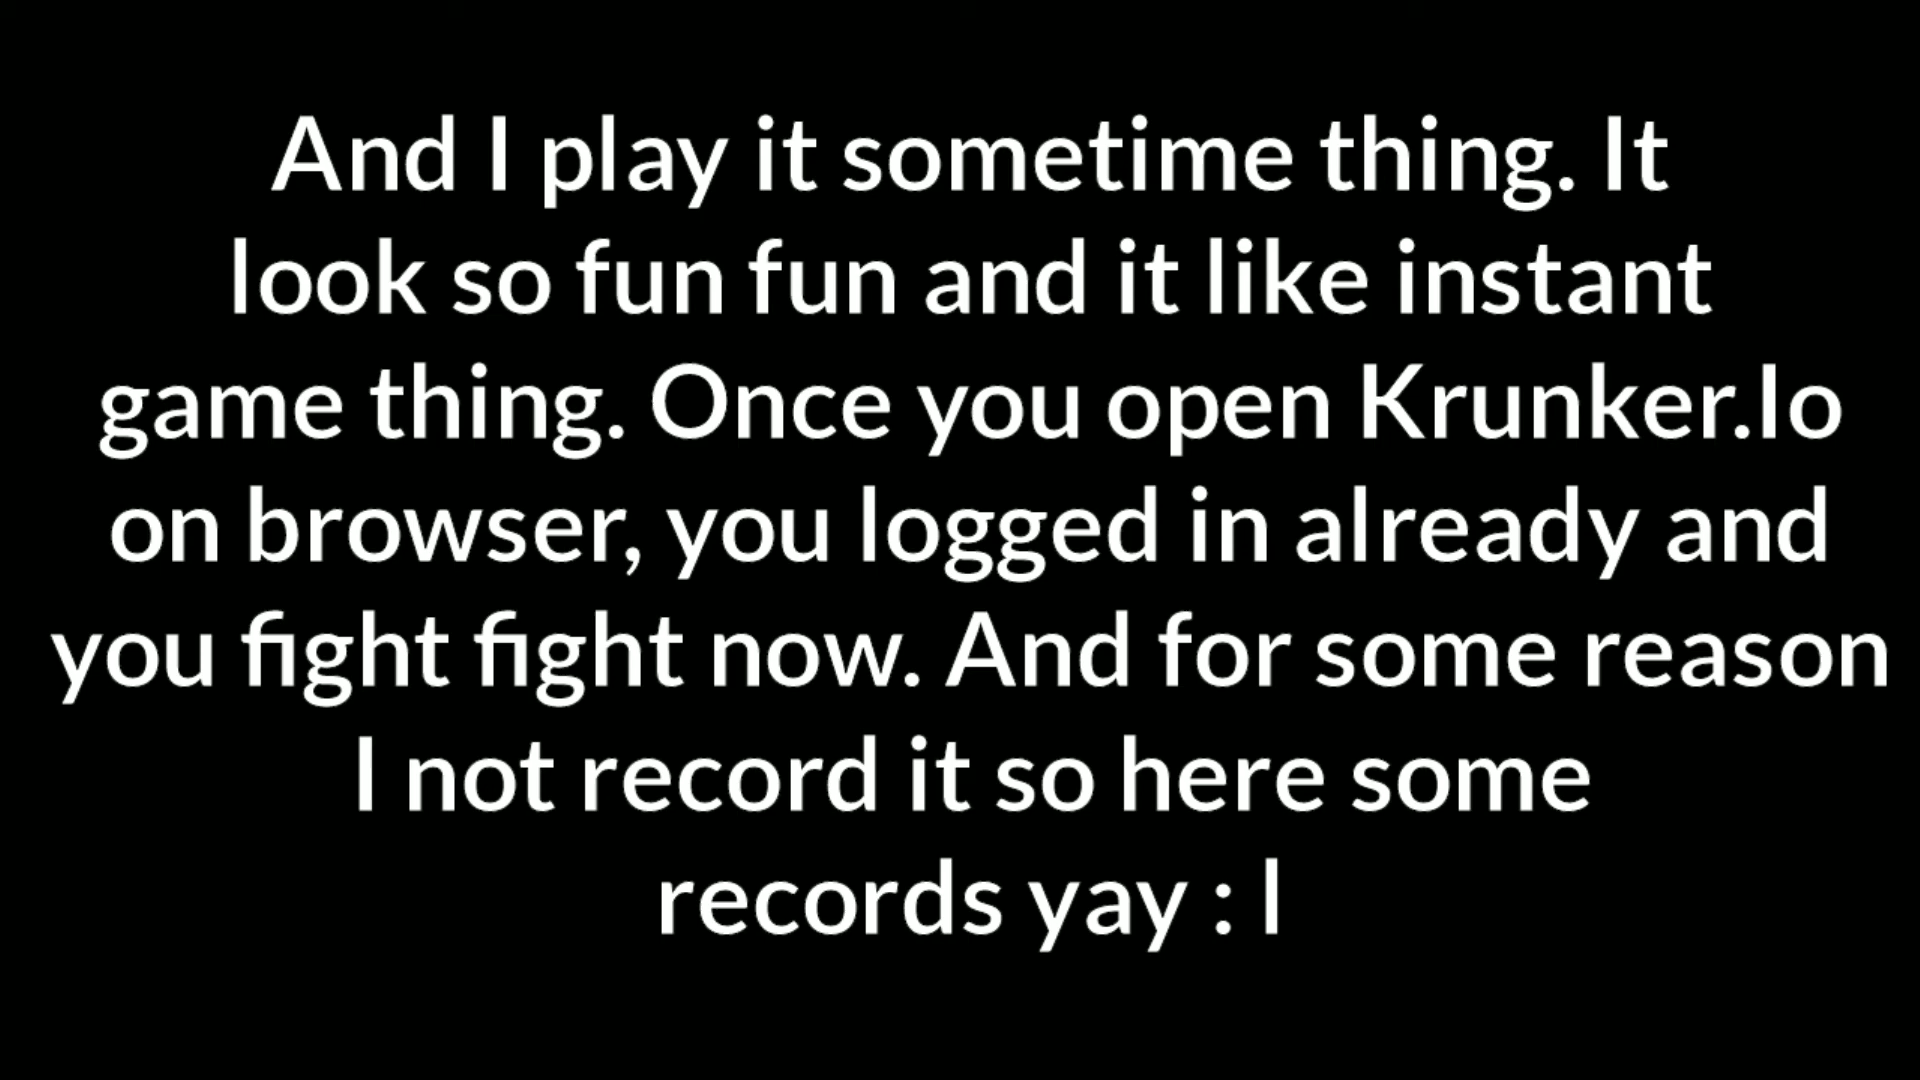 And I play it sometime thing. It
look so fun fun and it like instant
game thing. Once you open Krunker.Io
on browser, you logged in already and
you fight fight now. And for some reason
I not record it so here some
records yay : l